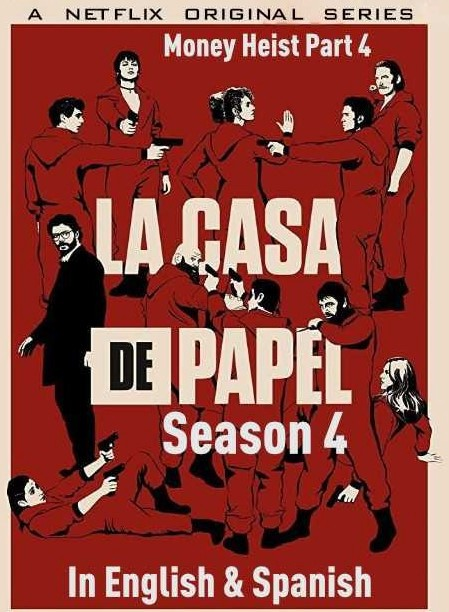 A NETFLIX ORIGINAL SERIES
Money Heist Part 4
LA CASA
DE PAPEL
Season 4
In English & Spanish